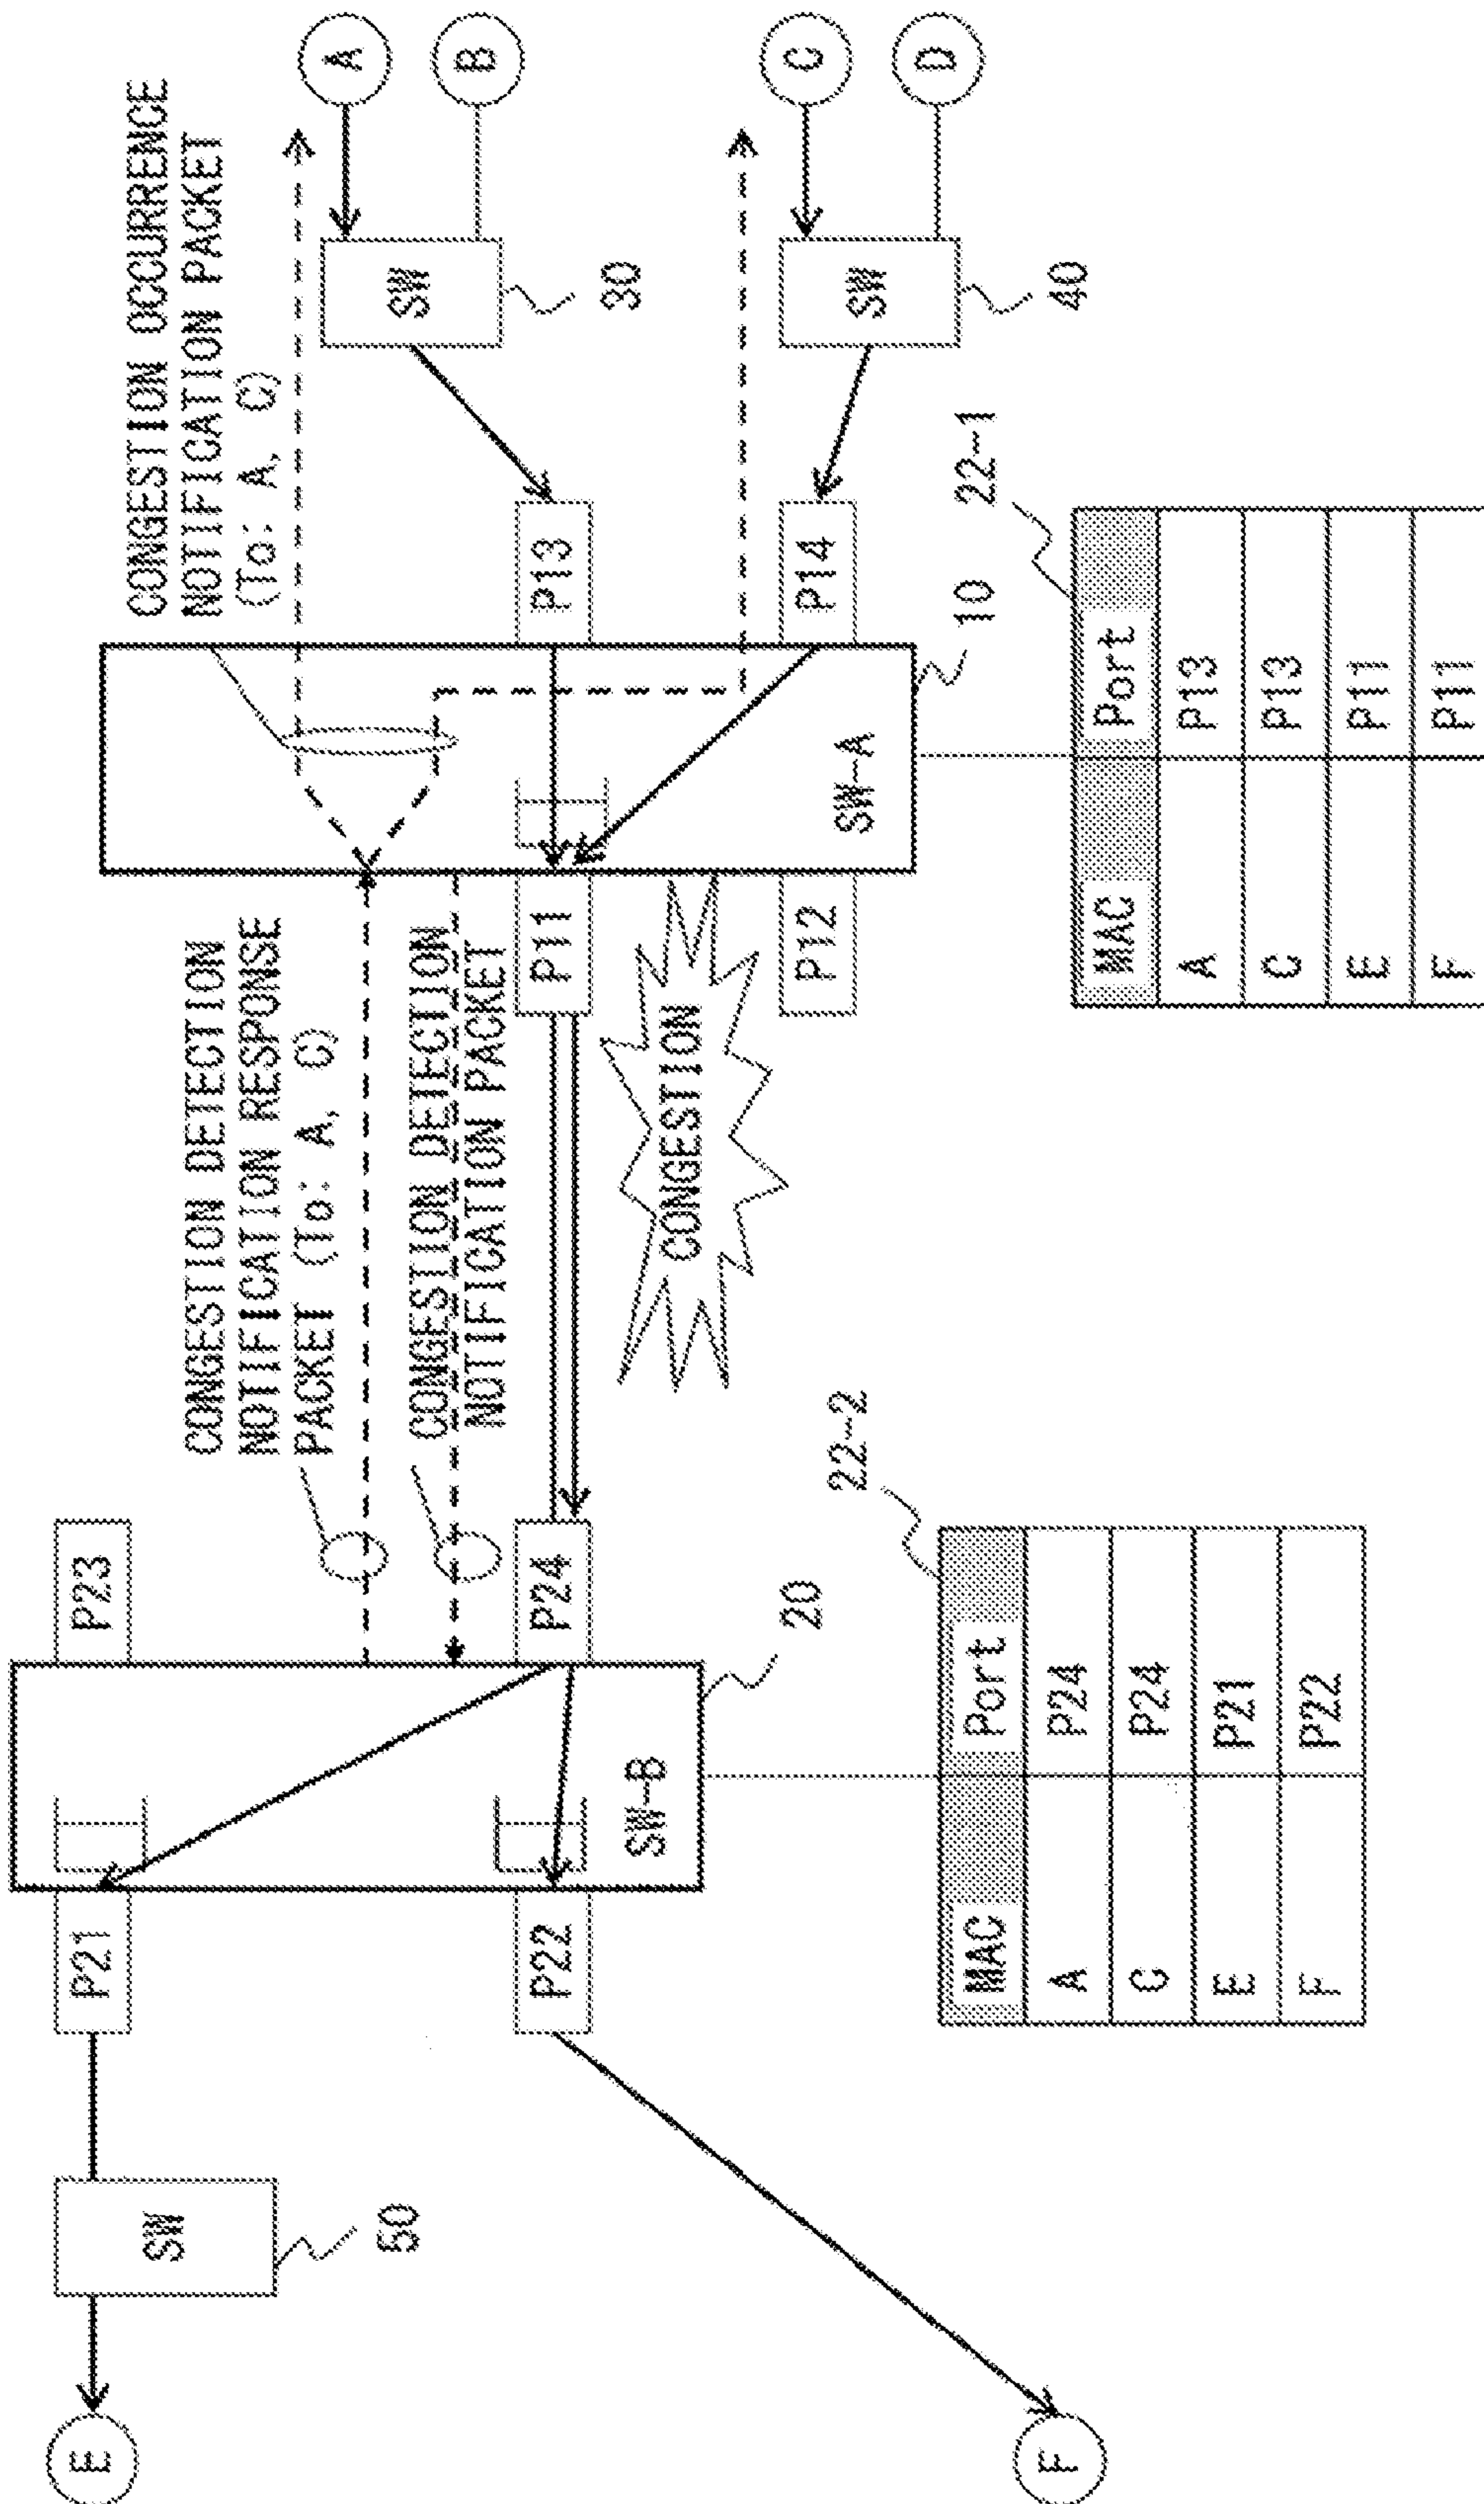 E
SW
50
F
P21
P22
SW-B
20
P23
P24
22-2
MAC Port
A P24
C P24
E P21
F P22
CONGESTION DETECTION
NOTIFICATION RESPONSE
PACKET (To: A, C)
CONGESTION DETECTION
NOTIFICATION PACKET
CONGESTION
P11
P12
SW-A
10
P13
P14
22-1
MAC Port
A P13
C P13
E P11
F P11
CONGESTION OCCURRENCE
NOTIFICATION PACKET
(To: A, C)
SW
30
SW
40
A
B
C
D